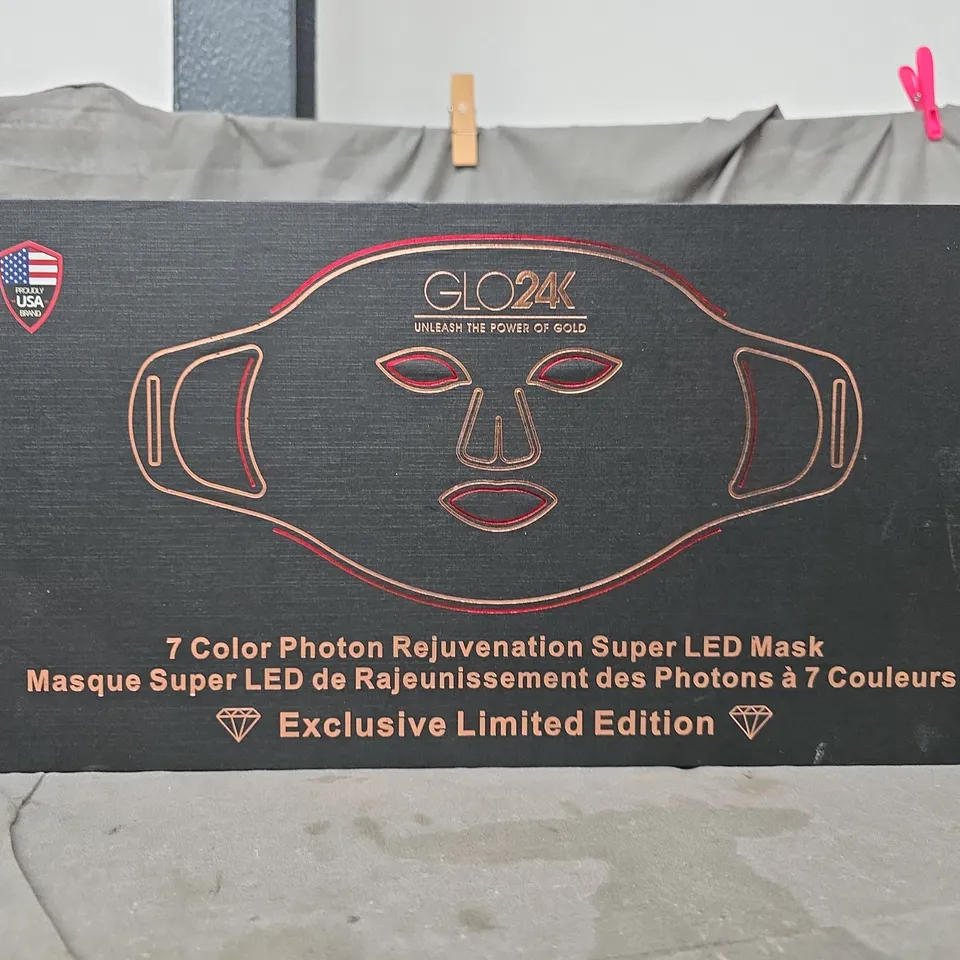 PROUDLY
USA
BRAND
GLO24K
UNLEASH THE POWER OF GOLD
7 Color Photon Rejuvenation Super LED Mask
Masque Super LED de Rajeunissement des Photons à 7 Couleurs
Exclusive Limited Edition